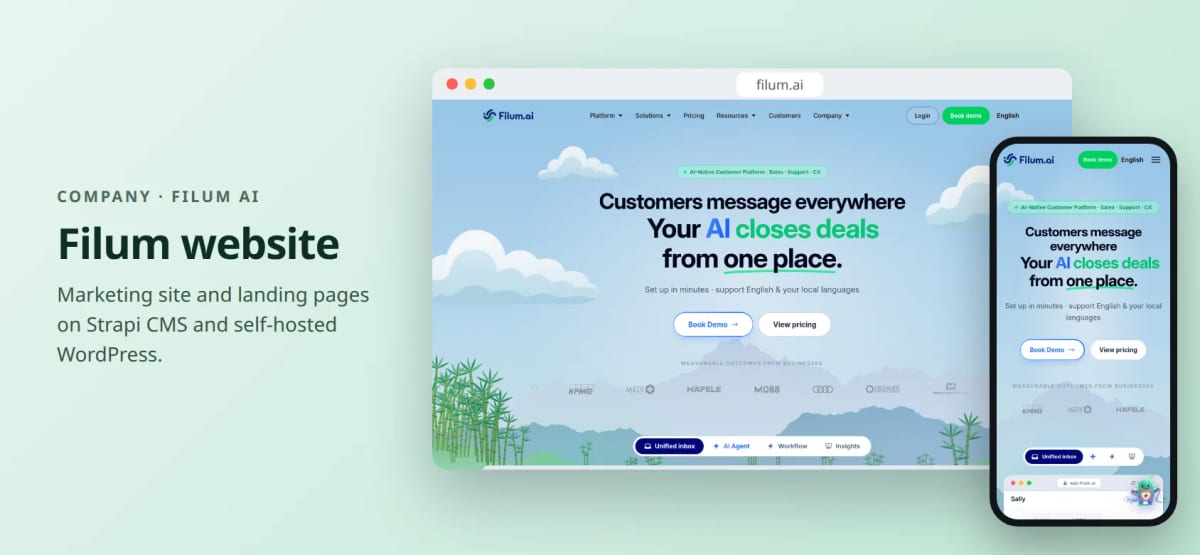 COMPANY · FILUM AI
Filum website
Marketing site and landing pages
on Strapi CMS and self-hosted
WordPress.
filum.ai
Filum.ai
Platform
Solutions
Pricing
Resources
Customers
Company
Login
Book demo
English
AI-Native Customer Platform · Sales · Support · CX
Customers message everywhere
Your AI closes deals
from one place.
Set up in minutes · support English & your local languages
Book Demo →
View pricing
MEASURABLE OUTCOMES FROM BUSINESSES
KPMG
HÄFELE
MOSS
Unified inbox
AI Agent
Workflow
Insights
Filum.ai
Book demo
English
AI-Native Customer Platform · Sales · Support · CX
Customers message
everywhere
Your AI closes deals
from one place.
Set up in minutes · support English & your local
languages
Book Demo →
View pricing
MEASURABLE OUTCOMES FROM BUSINESSES
KPMG
HÄFELE
Unified inbox
app.filum.ai
Sally